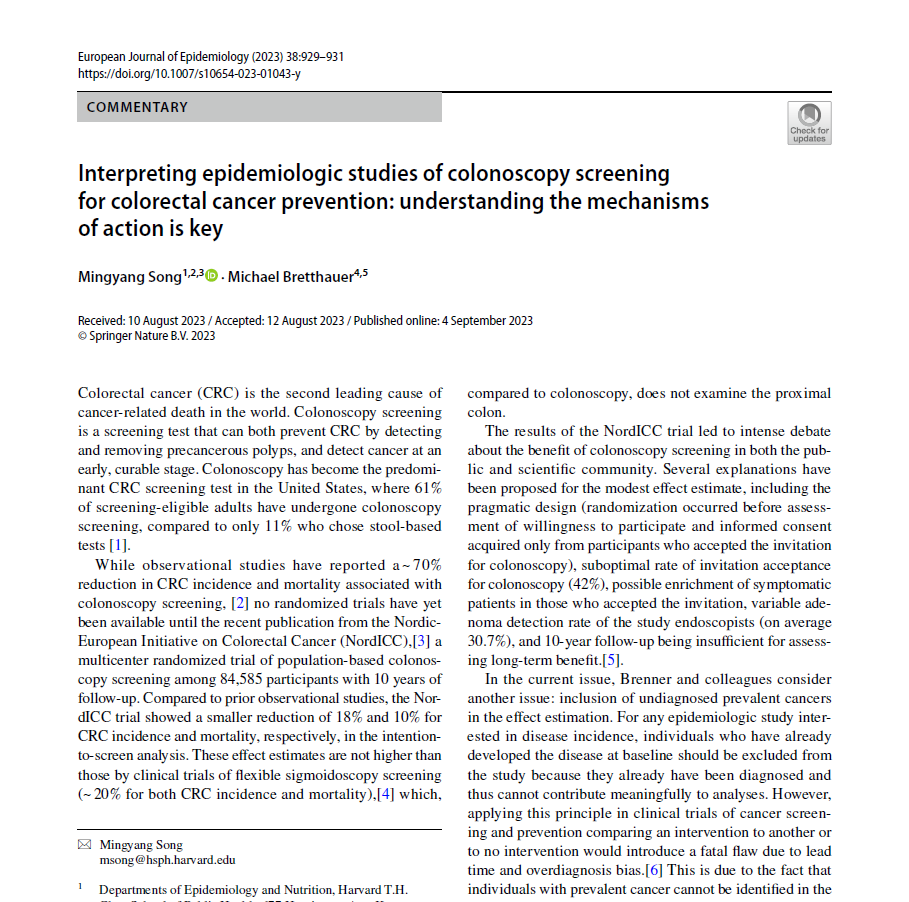 European Journal of Epidemiology (2023) 38:929–931
https://doi.org/10.1007/s10654-023-01043-y
COMMENTARY
Check for
updates
Interpreting epidemiologic studies of colonoscopy screening
for colorectal cancer prevention: understanding the mechanisms
of action is key
Mingyang Song1,2,3 iD · Michael Bretthauer4,5
Received: 10 August 2023 / Accepted: 12 August 2023 / Published online: 4 September 2023
© Springer Nature B.V. 2023
Colorectal cancer (CRC) is the second leading cause of
cancer-related death in the world. Colonoscopy screening
is a screening test that can both prevent CRC by detecting
and removing precancerous polyps, and detect cancer at an
early, curable stage. Colonoscopy has become the predomi-
nant CRC screening test in the United States, where 61%
of screening-eligible adults have undergone colonoscopy
screening, compared to only 11% who chose stool-based
tests [1].
While observational studies have reported a ~ 70%
reduction in CRC incidence and mortality associated with
colonoscopy screening, [2] no randomized trials have yet
been available until the recent publication from the Nordic-
European Initiative on Colorectal Cancer (NordICC),[3] a
multicenter randomized trial of population-based colonos-
copy screening among 84,585 participants with 10 years of
follow-up. Compared to prior observational studies, the Nor-
dICC trial showed a smaller reduction of 18% and 10% for
CRC incidence and mortality, respectively, in the intention-
to-screen analysis. These effect estimates are not higher than
those by clinical trials of flexible sigmoidoscopy screening
(~ 20% for both CRC incidence and mortality),[4] which,
Mingyang Song
msong@hsph.harvard.edu
1 Departments of Epidemiology and Nutrition, Harvard T.H.
compared to colonoscopy, does not examine the proximal
colon.
The results of the NordICC trial led to intense debate
about the benefit of colonoscopy screening in both the pub-
lic and scientific community. Several explanations have
been proposed for the modest effect estimate, including the
pragmatic design (randomization occurred before assess-
ment of willingness to participate and informed consent
acquired only from participants who accepted the invitation
for colonoscopy), suboptimal rate of invitation acceptance
for colonoscopy (42%), possible enrichment of symptomatic
patients in those who accepted the invitation, variable ade-
noma detection rate of the study endoscopists (on average
30.7%), and 10-year follow-up being insufficient for assess-
ing long-term benefit.[5].
In the current issue, Brenner and colleagues consider
another issue: inclusion of undiagnosed prevalent cancers
in the effect estimation. For any epidemiologic study inter-
ested in disease incidence, individuals who have already
developed the disease at baseline should be excluded from
the study because they already have been diagnosed and
thus cannot contribute meaningfully to analyses. However,
applying this principle in clinical trials of cancer screen-
ing and prevention comparing an intervention to another or
to no intervention would introduce a fatal flaw due to lead
time and overdiagnosis bias.[6] This is due to the fact that
individuals with prevalent cancer cannot be identified in the